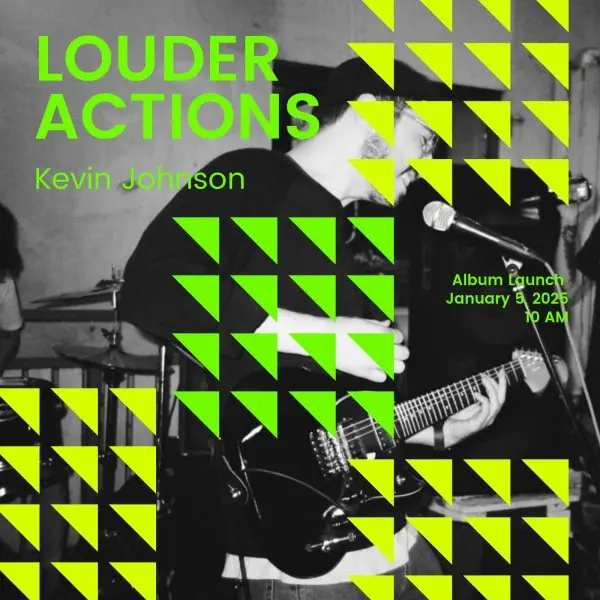 LOUDER
ACTIONS
Kevin Johnson
Album Launch
January 5, 2025
10 AM